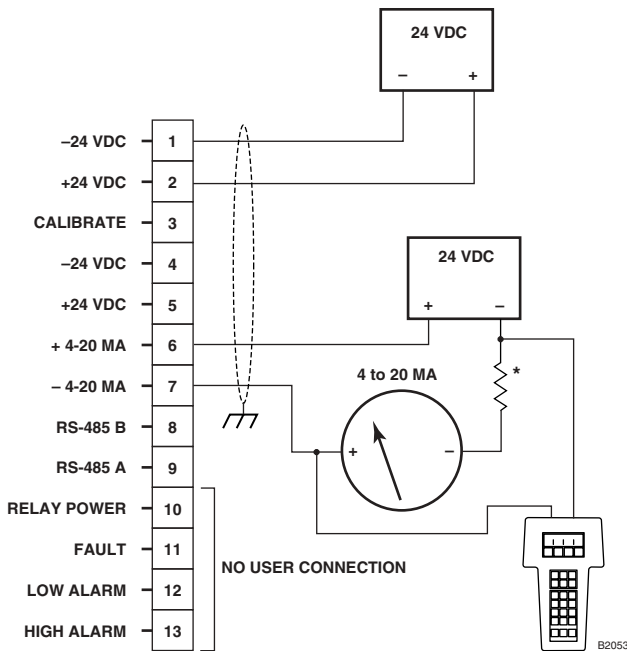 24 VDC
– +
–24 VDC 1
+24 VDC 2
CALIBRATE 3
–24 VDC 4
+24 VDC 5
24 VDC
+ –
+ 4-20 MA 6
– 4-20 MA 7
4 to 20 MA
*
+ –
RS-485 B 8
RS-485 A 9
RELAY POWER 10
FAULT 11
NO USER CONNECTION
LOW ALARM 12
HIGH ALARM 13
B2053